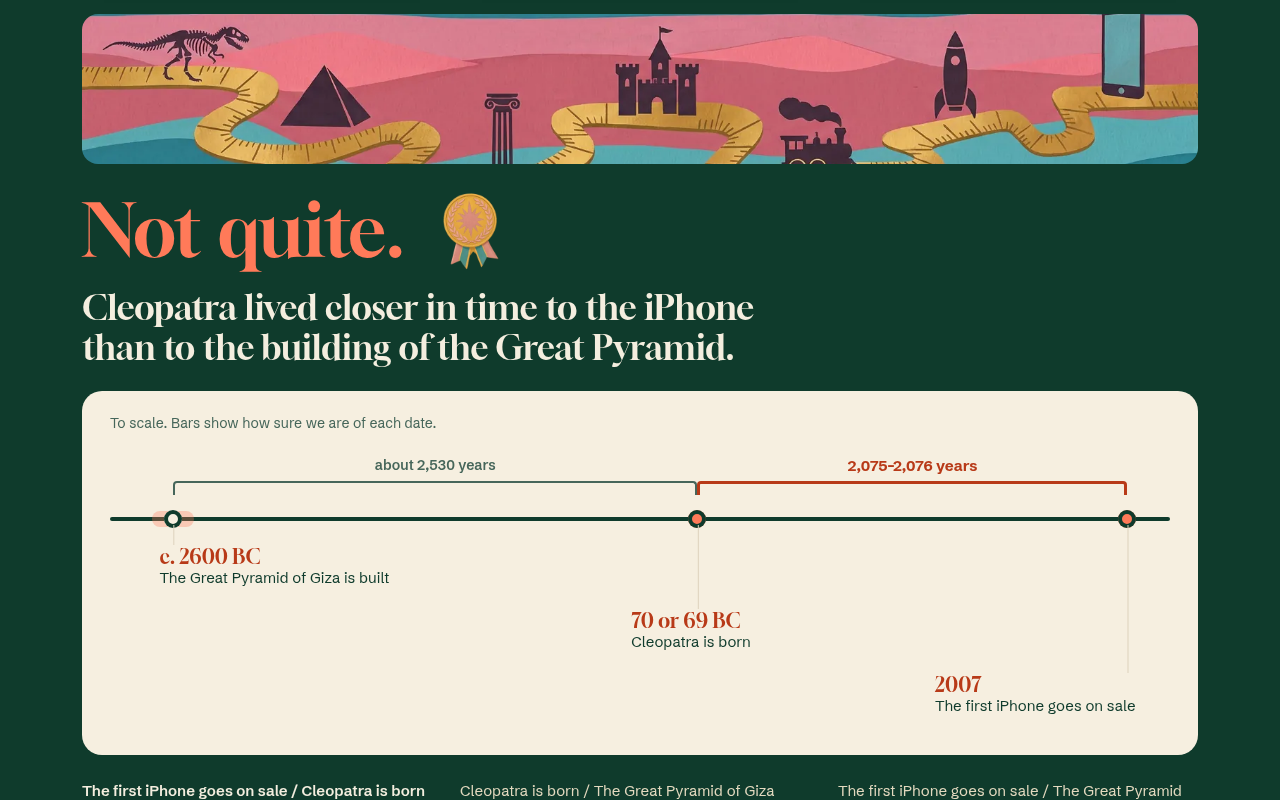 Not quite.
Cleopatra lived closer in time to the iPhone
than to the building of the Great Pyramid.
To scale. Bars show how sure we are of each date.
about 2,530 years
2,075–2,076 years
c. 2600 BC
The Great Pyramid of Giza is built
70 or 69 BC
Cleopatra is born
2007
The first iPhone goes on sale
The first iPhone goes on sale / Cleopatra is born
Cleopatra is born / The Great Pyramid of Giza
The first iPhone goes on sale / The Great Pyramid